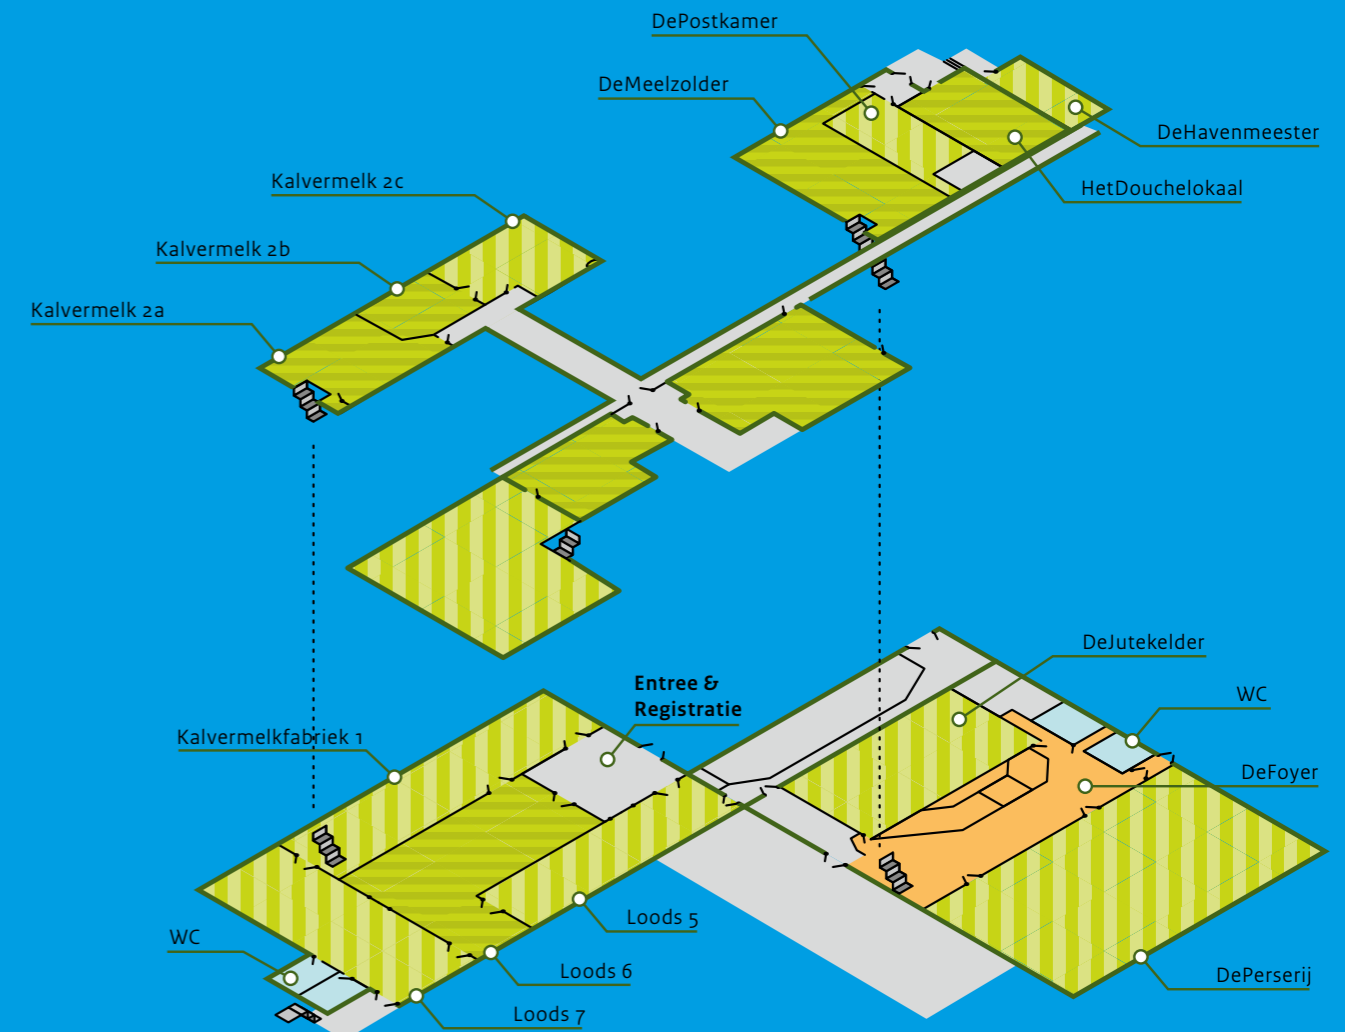 DePostkamer
DeMeelzolder
DeHavenmeester
Kalvermelk 2c
HetDouchelokaal
Kalvermelk 2b
Kalvermelk 2a
DeJutekelder
Entree &
Registratie
WC
Kalvermelkfabriek 1
DeFoyer
Loods 5
WC
Loods 6
DePerserij
Loods 7